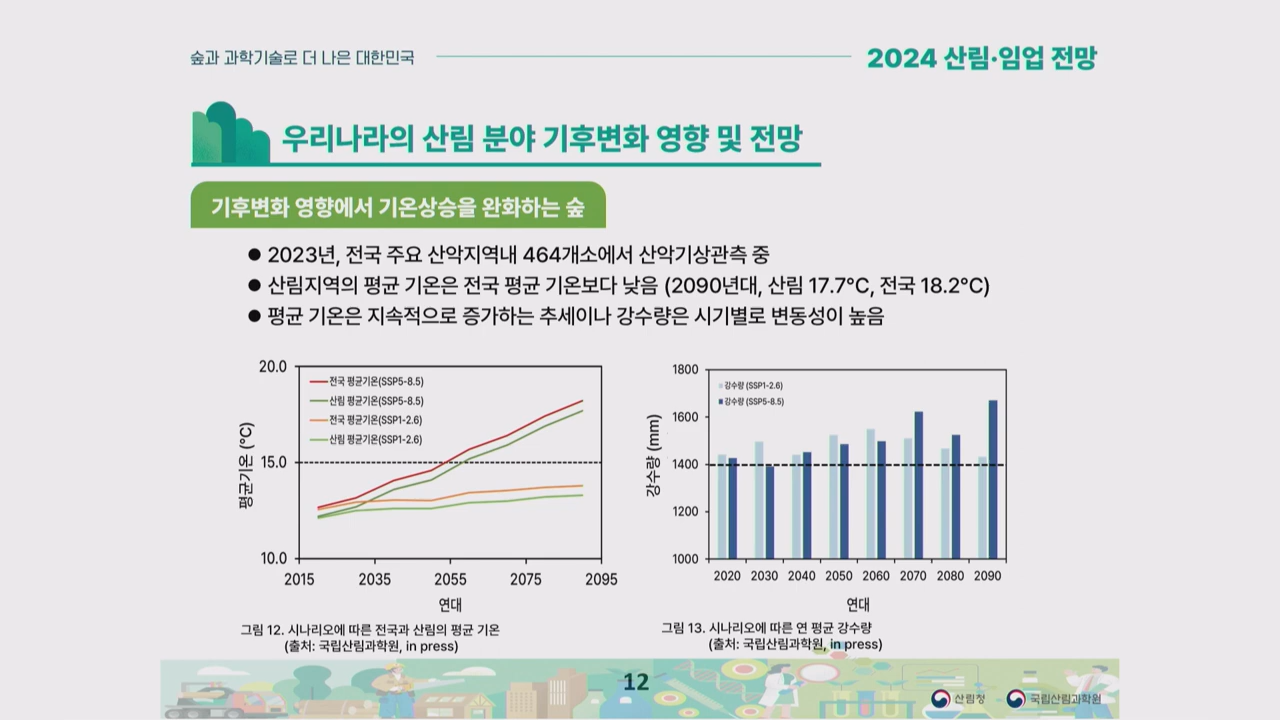 숲과 과학기술로 더 나은 대한민국
2024 산림·임업 전망
우리나라의 산림 분야 기후변화 영향 및 전망
기후변화 영향에서 기온상승을 완화하는 숲
● 2023년, 전국 주요 산악지역내 464개소에서 산악기상관측 중
● 산림지역의 평균 기온은 전국 평균 기온보다 낮음 (2090년대, 산림 17.7°C, 전국 18.2°C)
● 평균 기온은 지속적으로 증가하는 추세이나 강수량은 시기별로 변동성이 높음
평균기온 (°C)
20.0
15.0
10.0
전국 평균기온(SSP5-8.5)
산림 평균기온(SSP5-8.5)
전국 평균기온(SSP1-2.6)
산림 평균기온(SSP1-2.6)
2015 2035 2055 2075 2095
연대
그림 12. 시나리오에 따른 전국과 산림의 평균 기온
(출처: 국립산림과학원, in press)
강수량 (mm)
1800
1600
1400
1200
1000
강수량 (SSP1-2.6)
강수량 (SSP5-8.5)
2020 2030 2040 2050 2060 2070 2080 2090
연대
그림 13. 시나리오에 따른 연 평균 강수량
(출처: 국립산림과학원, in press)
12
산림청
국립산림과학원